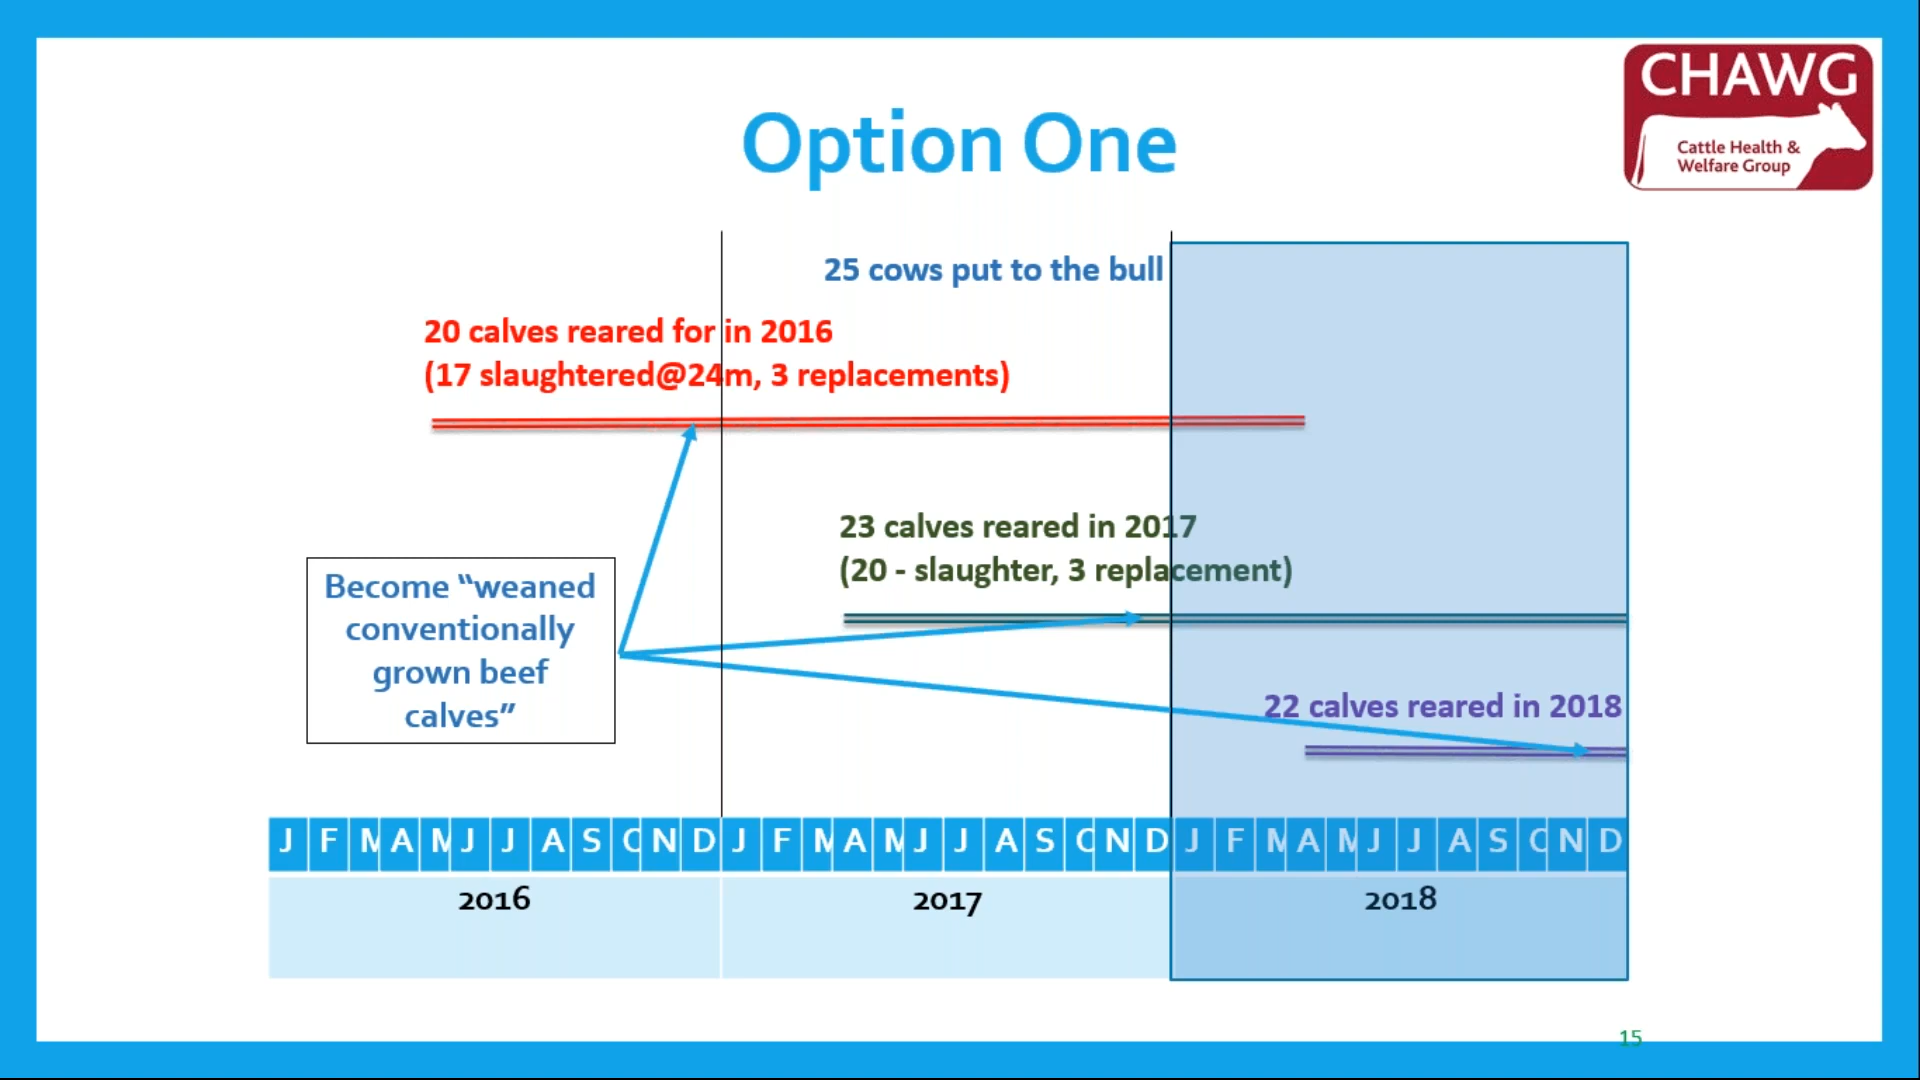 CHAWG
Cattle Health &
Welfare Group
Option One
25 cows put to the bull
20 calves reared for in 2016
(17 slaughtered@24m, 3 replacements)
23 calves reared in 2017
(20 - slaughter, 3 replacement)
Become “weaned
conventionally
grown beef
calves”
22 calves reared in 2018
J F M A M J J A S O N D J F M A M J J A S O N D J F M A M J J A S O N D
2016 2017 2018
15